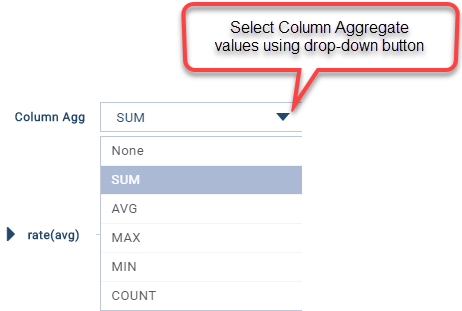 Select Column Aggregate
values using drop-down button
Column Agg
SUM
None
SUM
AVG
rate(avg)
MAX
MIN
COUNT